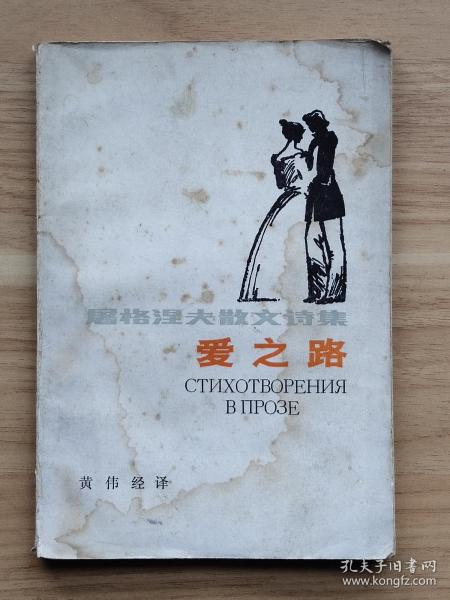 屠格涅夫散文诗集
爱之路
СТИХОТВОРЕНИЯ
В ПРОЗЕ
黄伟经译
孔夫子旧书网
www.kongfz.com